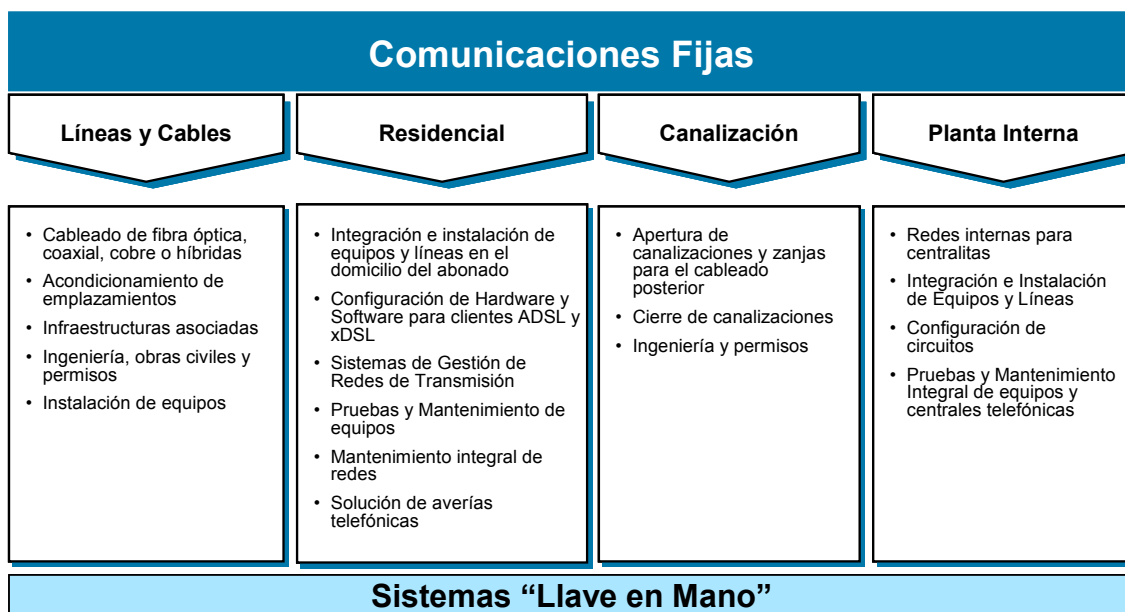 Comunicaciones Fijas
Líneas y Cables
Residencial
Canalización
Planta Interna
• Cableado de fibra óptica,
coaxial, cobre o híbridas
• Acondicionamiento de
emplazamientos
• Infraestructuras asociadas
• Ingeniería, obras civiles y
permisos
• Instalación de equipos
• Integración e instalación de
equipos y líneas en el
domicilio del abonado
• Configuración de Hardware y
Software para clientes ADSL y
xDSL
• Sistemas de Gestión de
Redes de Transmisión
• Pruebas y Mantenimiento de
equipos
• Mantenimiento integral de
redes
• Solución de averías
telefónicas
• Apertura de
canalizaciones y zanjas
para el cableado
posterior
• Cierre de canalizaciones
• Ingeniería y permisos
• Redes internas para
centralitas
• Integración e Instalación
de Equipos y Líneas
• Configuración de
circuitos
• Pruebas y Mantenimiento
Integral de equipos y
centrales telefónicas
Sistemas “Llave en Mano”